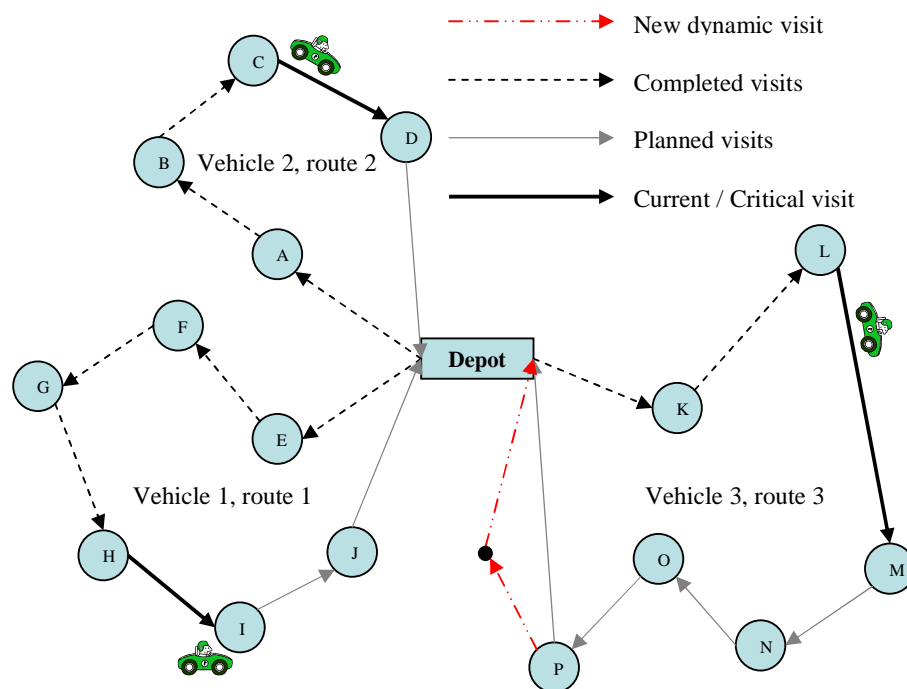 New dynamic visit
Completed visits
Planned visits
Current / Critical visit
C
D
B
Vehicle 2, route 2
A
L
F
Depot
G
K
E
Vehicle 1, route 1
Vehicle 3, route 3
H
J
O
M
I
N
P